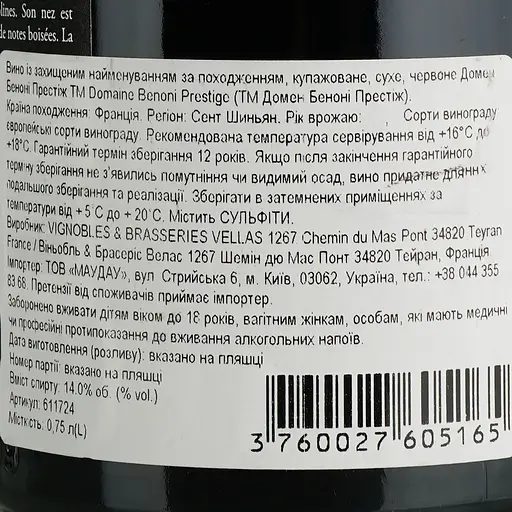 lines. Son nez est
de notes boisées. La
Вино із захищеним найменуванням за походженням, купажоване, сухе, червоне Домен
Беноні Престіж ТМ Domaine Benoni Prestige (ТМ Домен Беноні Престіж).
Країна походження: Франція. Регіон: Сент Шиньян. Рік врожаю: Сорти винограду
європейські сорти винограду. Рекомендована температура сервірування від +16°C до
+18°C. Гарантійний термін зберігання 12 років. Якщо після закінчення гарантійного
терміну зберігання не з'явились помутніння чи видимий осад, вино придатне для
подальшого зберігання та реалізації. Зберігати в затемнених приміщеннях за
температури від + 5°C до + 20°C. Містить СУЛЬФІТИ.
Виробник: VIGNOBLES & BRASSERIES VELLAS 1267 Chemin du Mas Pont 34820 Teyran
France / Віньобль & Брассеріс Велас 1267 Шемін дю Мас Понт 34820 Тейран, Франція
Імпортер: ТОВ «МАУДАУ», вул. Стрийська 6, м. Київ, 03062, Україна, тел.: +38 044 355
83 68. Претензії від споживачів приймає імпортер.
Заборонено вживати дітям віком до 18 років, вагітним жінкам, особам, які мають медичні
чи професійні протипоказання до вживання алкогольних напоїв.
Дата виготовлення (розливу): вказано на пляшці
Номер партії: вказано на пляшці
Вміст спирту: 14.0% об. (% vol.)
Артикул: 611724
Місткість: 0,75 л(L)
3 760027 605165